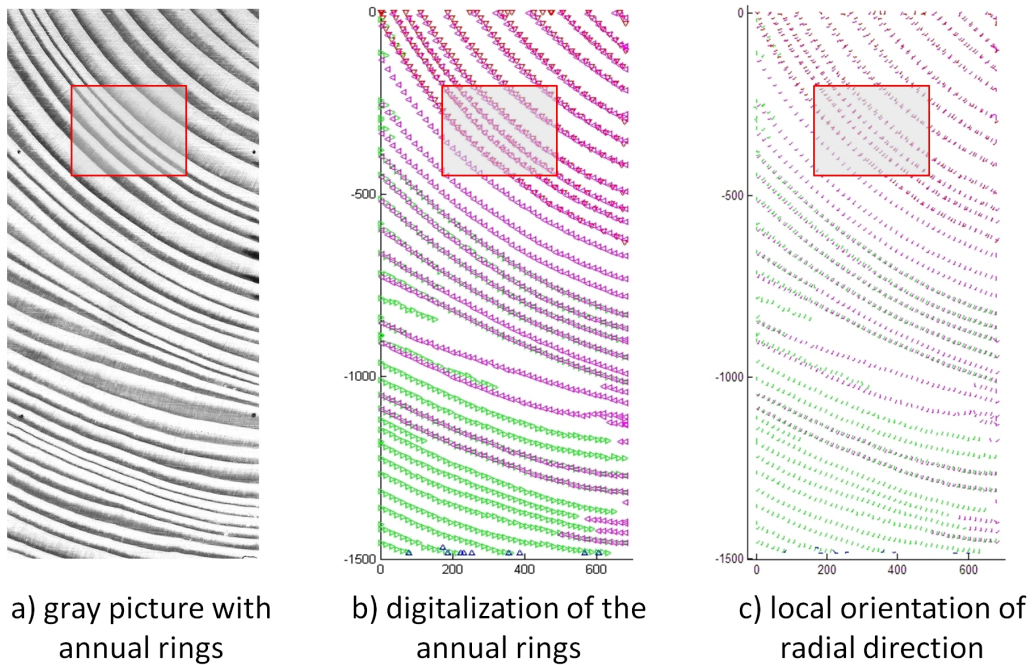 0
-500
-1000
-1500
0
200
400
600
0
-500
-1000
-1500
0
200
400
600
a) gray picture with
annual rings
b) digitalization of the
annual rings
c) local orientation of
radial direction